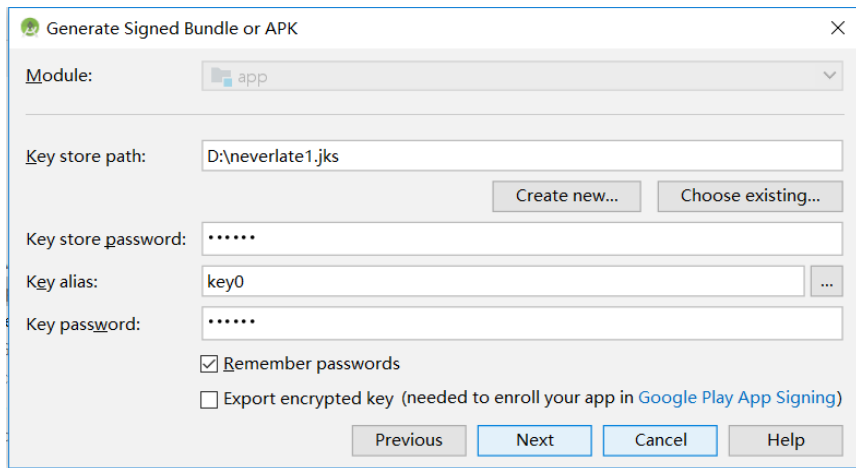 Generate Signed Bundle or APK
Module:
app
Key store path:
D:\neverlate1.jks
Create new...
Choose existing...
Key store password:
••••••
Key alias:
key0
...
Key password:
••••••
Remember passwords
Export encrypted key (needed to enroll your app in Google Play App Signing)
Previous
Next
Cancel
Help